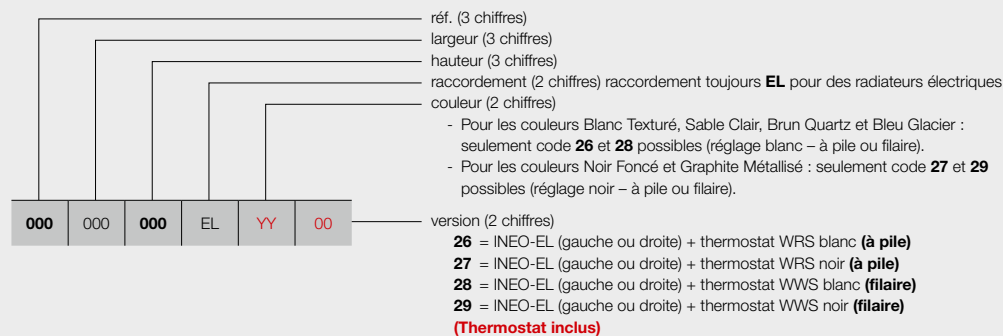 réf. (3 chiffres)
largeur (3 chiffres)
hauteur (3 chiffres)
raccordement (2 chiffres) raccordement toujours EL pour des radiateurs électriques
couleur (2 chiffres)
- Pour les couleurs Blanc Texturé, Sable Clair, Brun Quartz et Bleu Glacier :
seulement code 26 et 28 possibles (réglage blanc – à pile ou filaire).
- Pour les couleurs Noir Foncé et Graphite Métallisé : seulement code 27 et 29
possibles (réglage noir – à pile ou filaire).
000 000 000 EL YY 00
version (2 chiffres)
26 = INEO-EL (gauche ou droite) + thermostat WRS blanc (à pile)
27 = INEO-EL (gauche ou droite) + thermostat WRS noir (à pile)
28 = INEO-EL (gauche ou droite) + thermostat WWS blanc (filaire)
29 = INEO-EL (gauche ou droite) + thermostat WWS noir (filaire)
(Thermostat inclus)